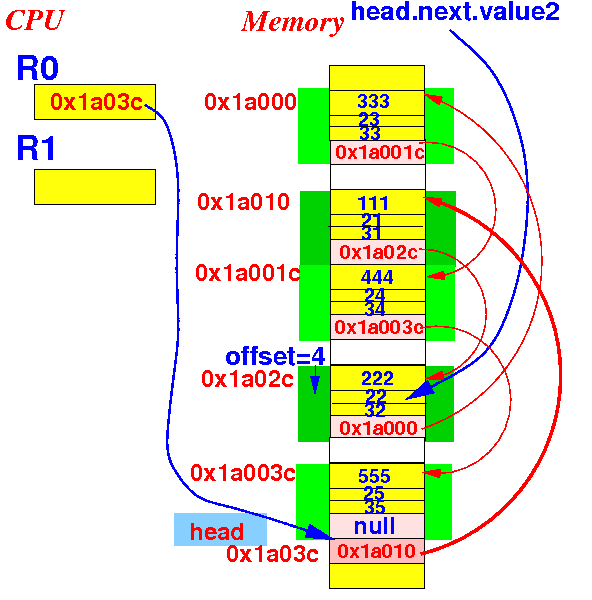 CPU
Memory
head.next.value2
R0
0x1a03c
R1
0x1a000
333
23
33
0x1a001c
0x1a010
111
21
31
0x1a02c
0x1a001c
444
24
34
0x1a003c
offset=4
0x1a02c
222
22
32
0x1a000
0x1a003c
555
25
35
null
head
0x1a03c
0x1a010